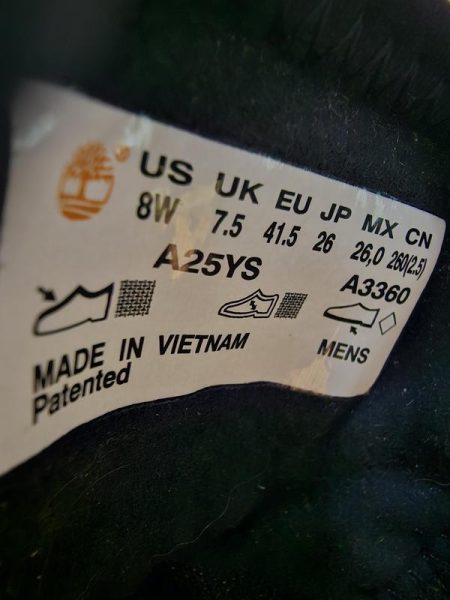 US UK EU JP MX CN
8W 7.5 41.5 26 26,0 260(2.5)
A25YS A3360
MADE IN VIETNAM MENS
Patented